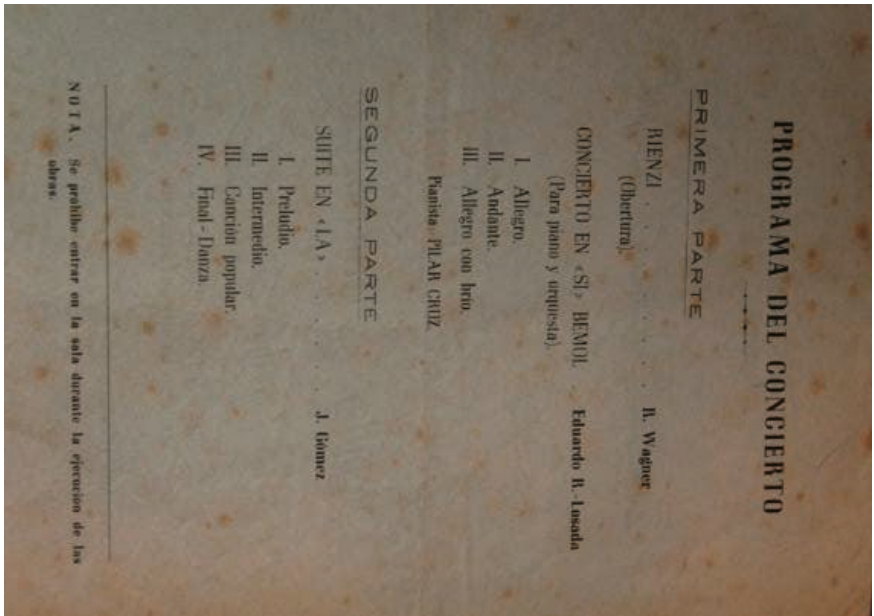 PROGRAMA DEL CONCIERTO
PRIMERA PARTE
RIENZI . . . . . . . . R. Wagner
(Obertura).
CONCIERTO EN «SI» BEMOL . Eduardo R.-Losada
(Para piano y orquesta).
I. Allegro.
II. Andante.
III. Allegro con brío.
Pianista: PILAR CRUZ
SEGUNDA PARTE
SUITE EN «LA» . . . . . . J. Gómez
I. Preludio.
II. Intermedio.
III. Canción popular.
IV. Final - Danza
NOTA. Se prohibe entrar en la sala durante la ejecución de las
obras.